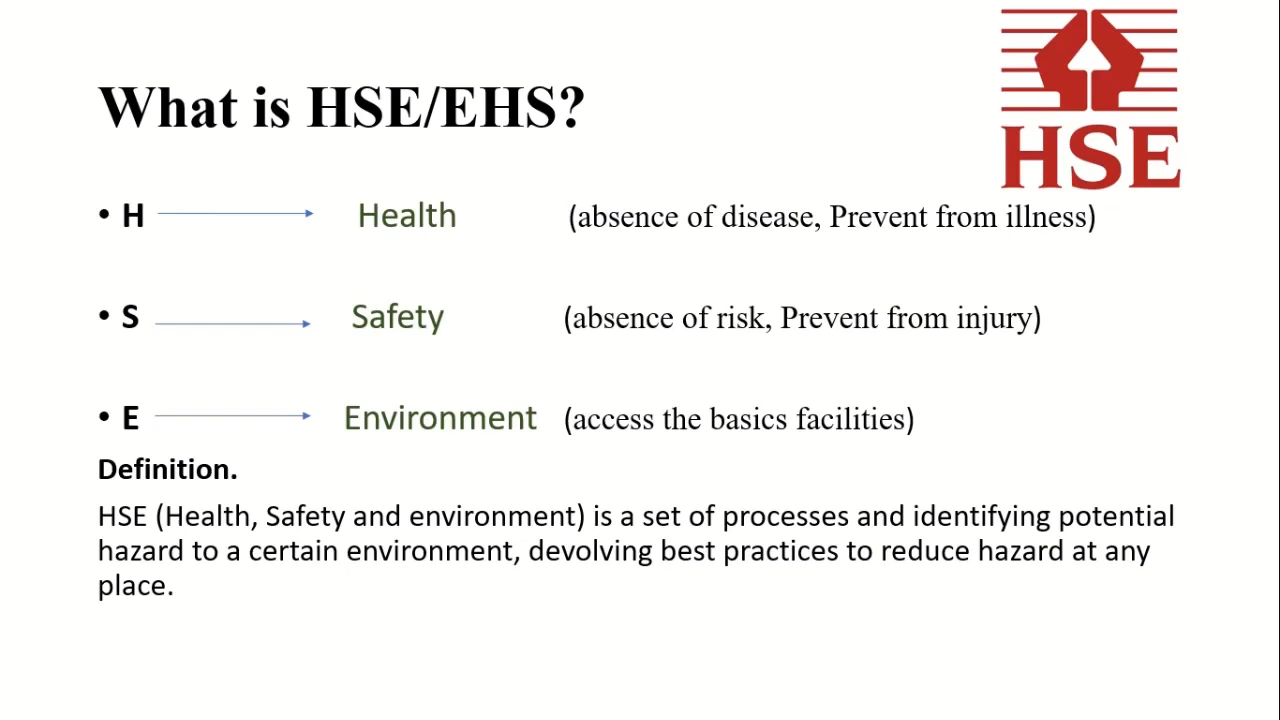 HSE
What is HSE/EHS?
• H Health (absence of disease, Prevent from illness)
• S Safety (absence of risk, Prevent from injury)
• E Environment (access the basics facilities)
Definition.
HSE (Health, Safety and environment) is a set of processes and identifying potential
hazard to a certain environment, devolving best practices to reduce hazard at any
place.